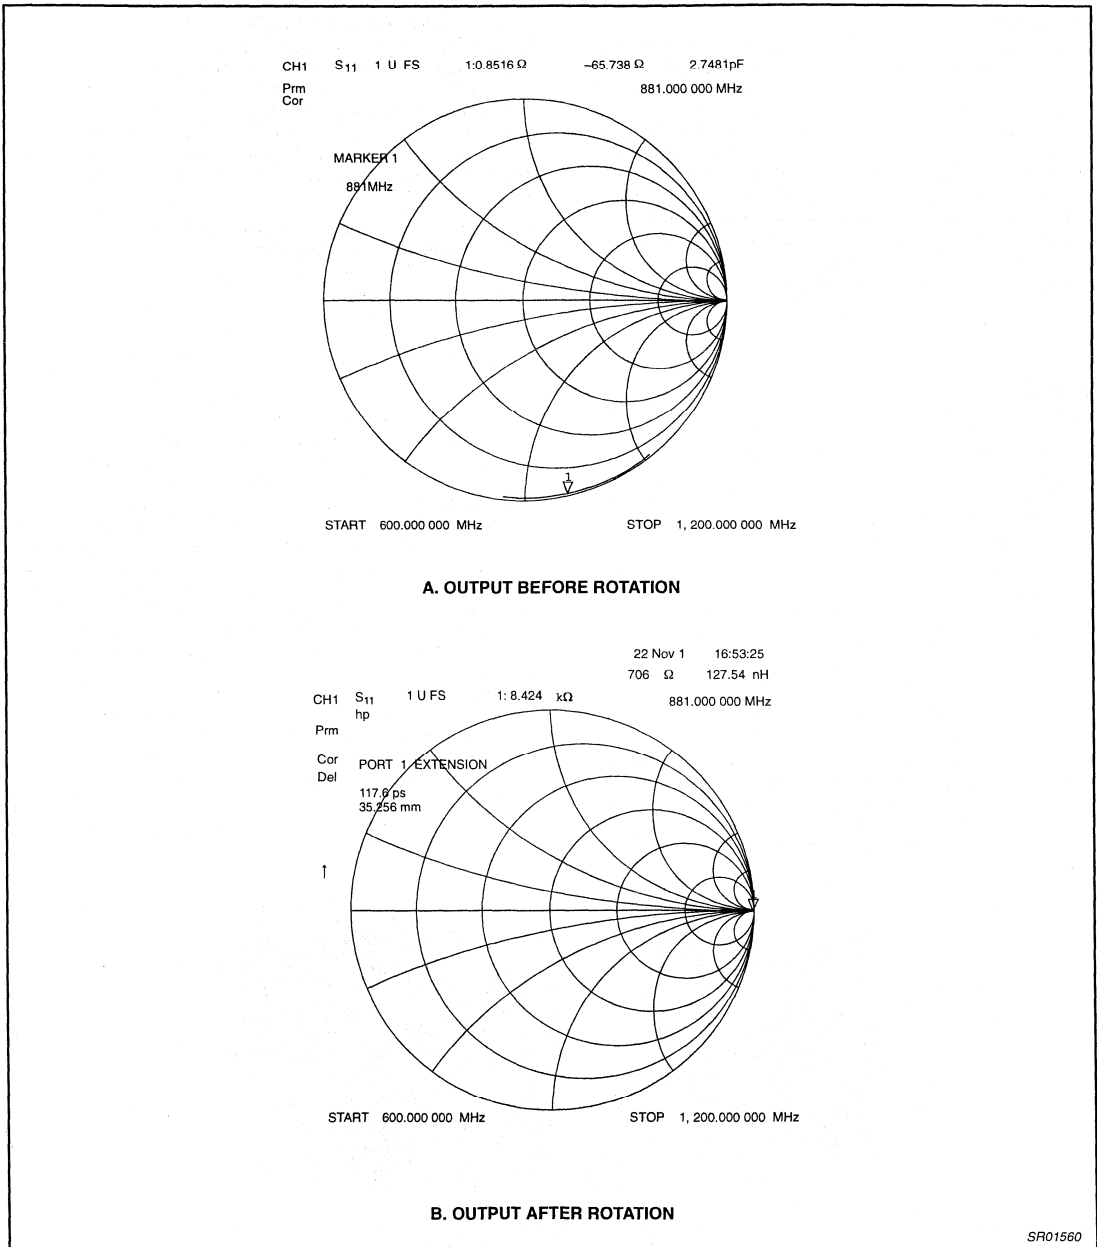 CH1 S11 1 U FS 1:0.8516 Ω –65.738 Ω 2.7481pF
Prm 881.000 000 MHz
Cor
MARKER 1
881MHz
1
START 600.000 000 MHz STOP 1, 200.000 000 MHz
A. OUTPUT BEFORE ROTATION
22 Nov 1 16:53:25
706 Ω 127.54 nH
CH1 S11 1 U FS 1: 8.424 kΩ 881.000 000 MHz
hp
Prm
Cor PORT 1 EXTENSION
Del
117.6 ps
35.256 mm
↑
START 600.000 000 MHz STOP 1, 200.000 000 MHz
B. OUTPUT AFTER ROTATION
SR01560